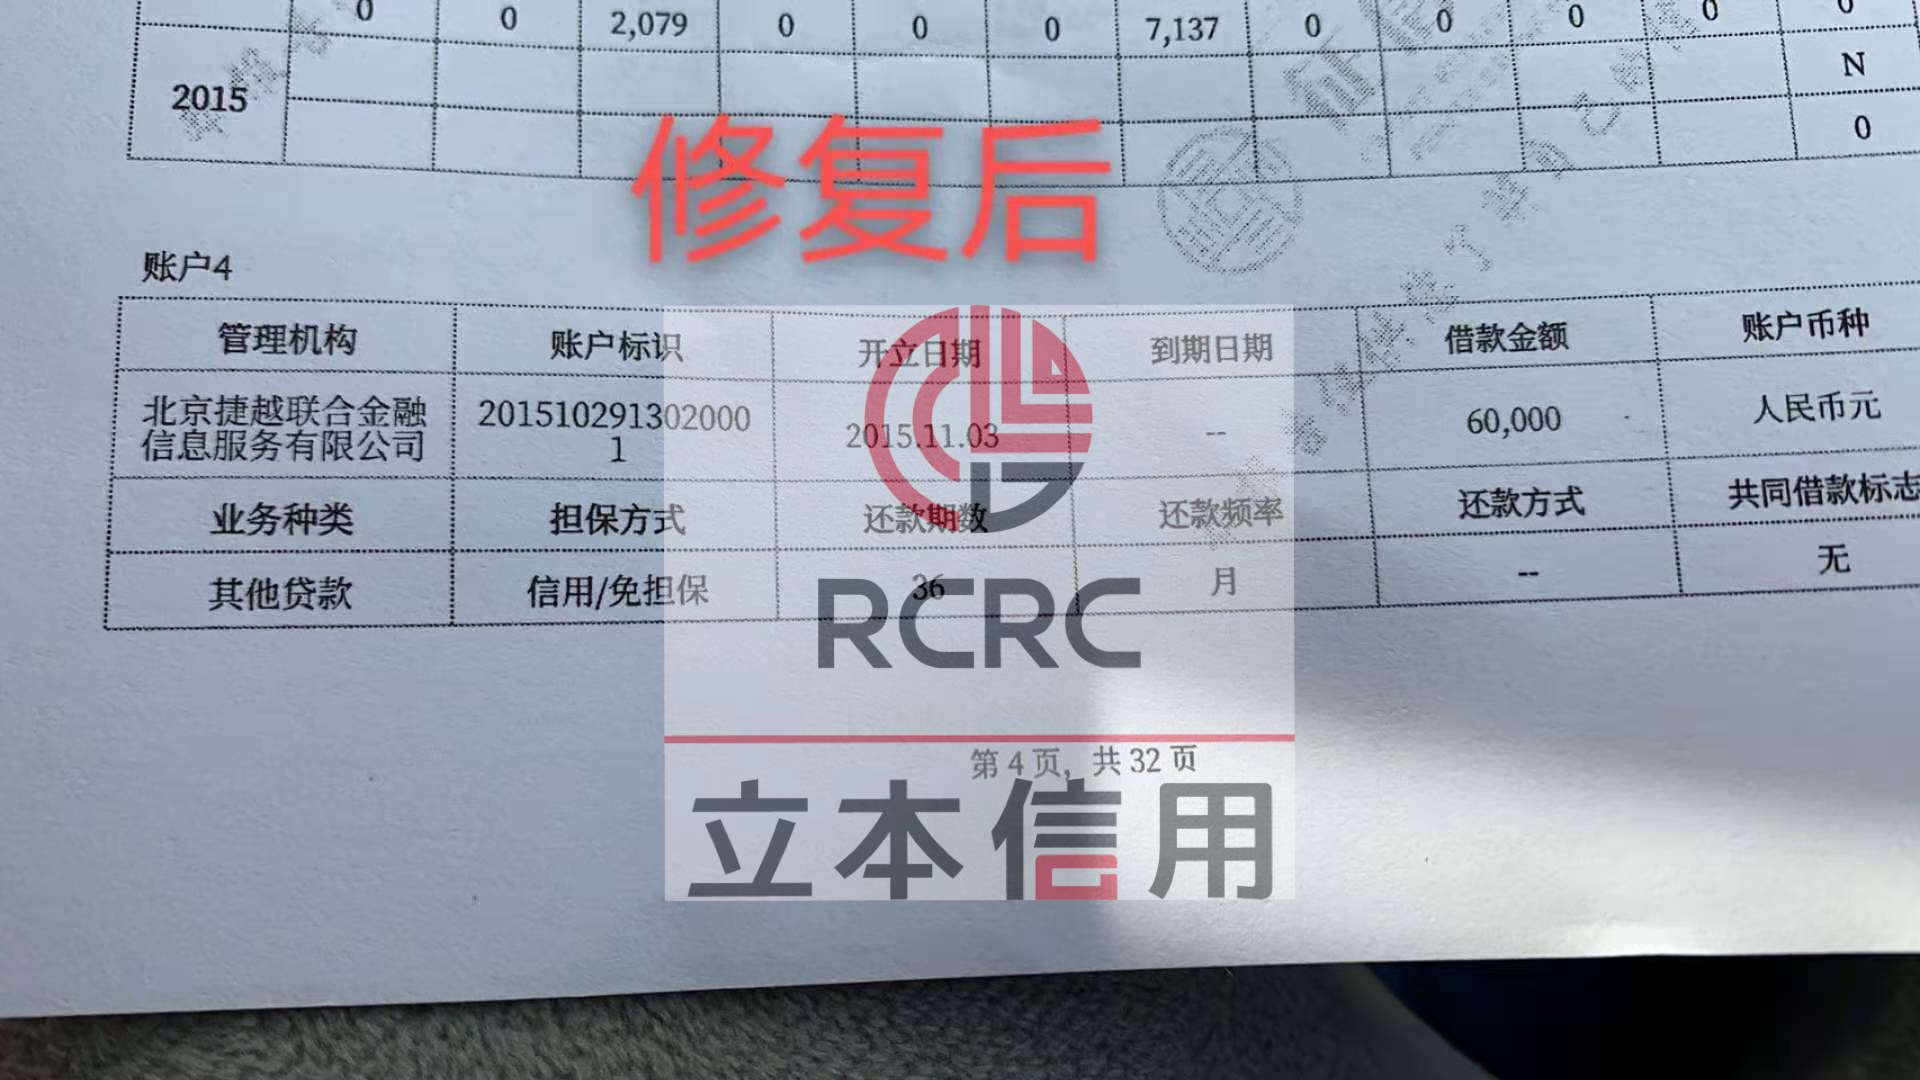 0 0 2,079 0 0 0 7,137 0 0 0 0 0
2015 N
0
修复后
账户4
管理机构 账户标识 开立日期 到期日期 借款金额 账户币种
北京捷越联合金融信息服务有限公司 2015102913020001 2015.11.03 -- 60,000 人民币元
业务种类 担保方式 还款期数 还款频率 还款方式 共同借款标志
其他贷款 信用/免担保 36 月 -- 无
RCRC
第 4 页，共 32 页
立本信用